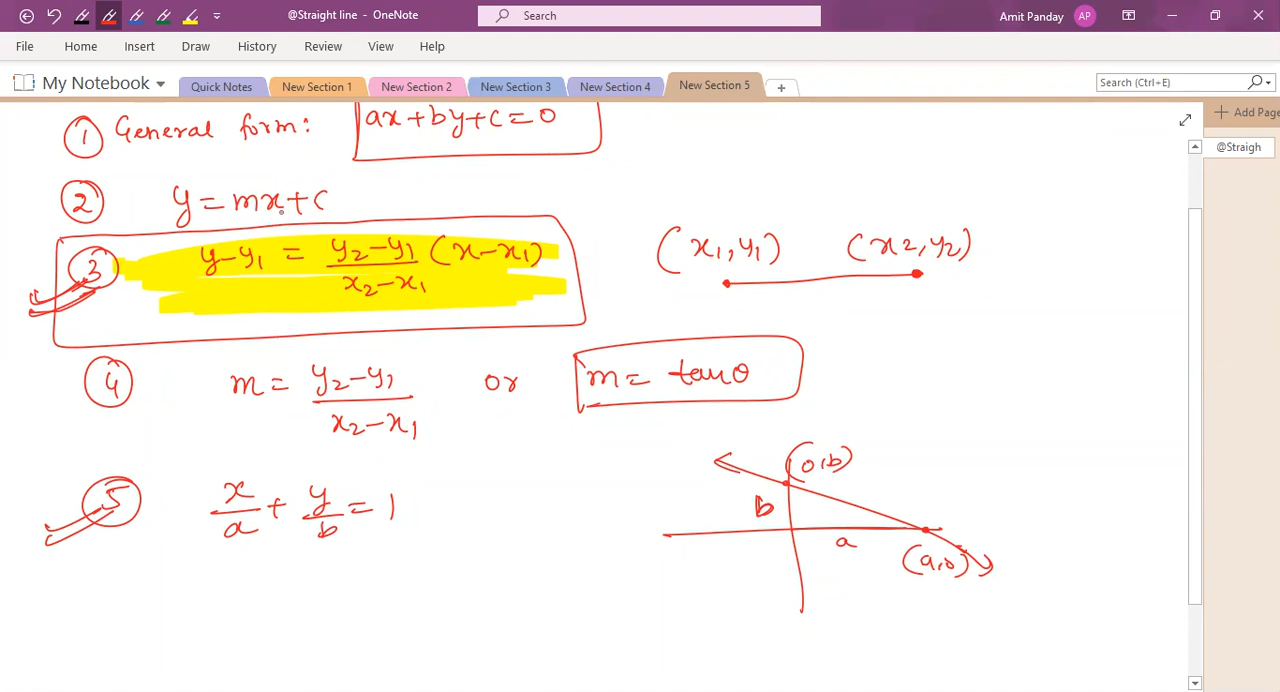 @Straight line - OneNote
Search
Amit Panday AP
File Home Insert Draw History Review View Help
My Notebook
Quick Notes New Section 1 New Section 2 New Section 3 New Section 4 New Section 5 +
Search (Ctrl+E)
+ Add Page
@Straigh
① General form: ax+by+c=0
② y=mx+c
③ y-y₁ = (y₂-y₁)/(x₂-x₁) (x-x₁)
(x₁,y₁) (x₂,y₂)
④ m = (y₂-y₁)/(x₂-x₁) or m = tanθ
⑤ x/a + y/b = 1
(0,b)
b
a
(a,0)